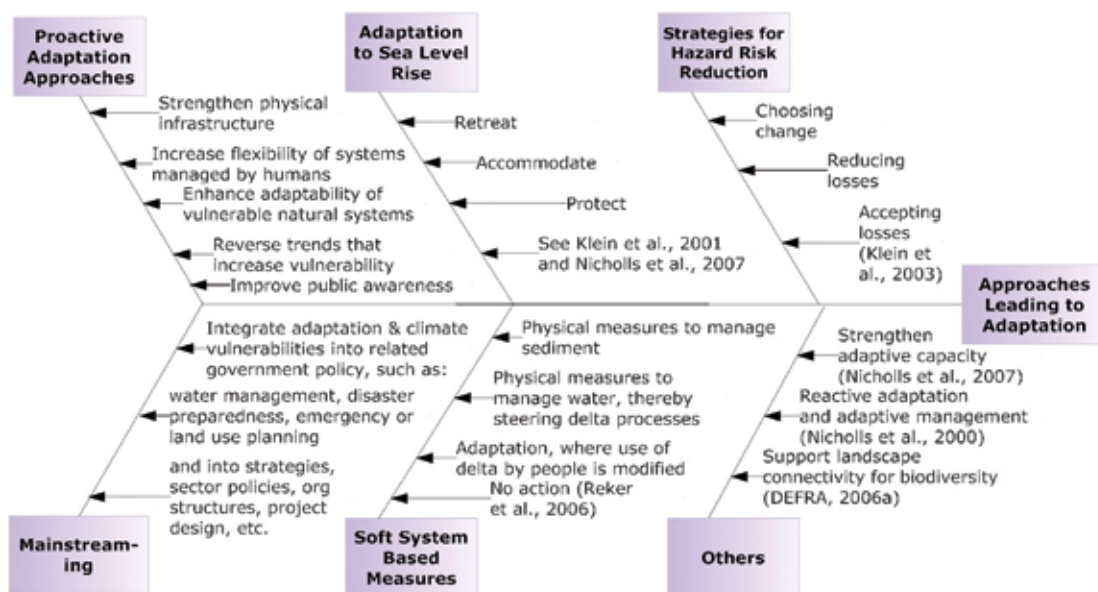 Proactive
Adaptation
Approaches
Strengthen physical
infrastructure
Increase flexibility of systems
managed by humans
Enhance adaptability of
vulnerable natural systems
Reverse trends that
increase vulnerability
Improve public awareness
Adaptation
to Sea Level
Rise
Retreat
Accommodate
Protect
See Klein et al., 2001
and Nicholls et al., 2007
Strategies for
Hazard Risk
Reduction
Choosing
change
Reducing
losses
Accepting
losses
(Klein et
al., 2003)
Approaches
Leading to
Adaptation
Integrate adaptation & climate
vulnerabilities into related
government policy, such as:
water management, disaster
preparedness, emergency or
land use planning
and into strategies,
sector policies, org
structures, project
design, etc.
Mainstream-
ing
Physical measures to manage
sediment
Physical measures to
manage water, thereby
steering delta processes
Adaptation, where use of
delta by people is modified
No action (Reker
et al., 2006)
Soft System
Based
Measures
Strengthen
adaptive capacity
(Nicholls et al., 2007)
Reactive adaptation
and adaptive management
(Nicholls et al., 2000)
Support landscape
connectivity for biodiversity
(DEFRA, 2006a)
Others